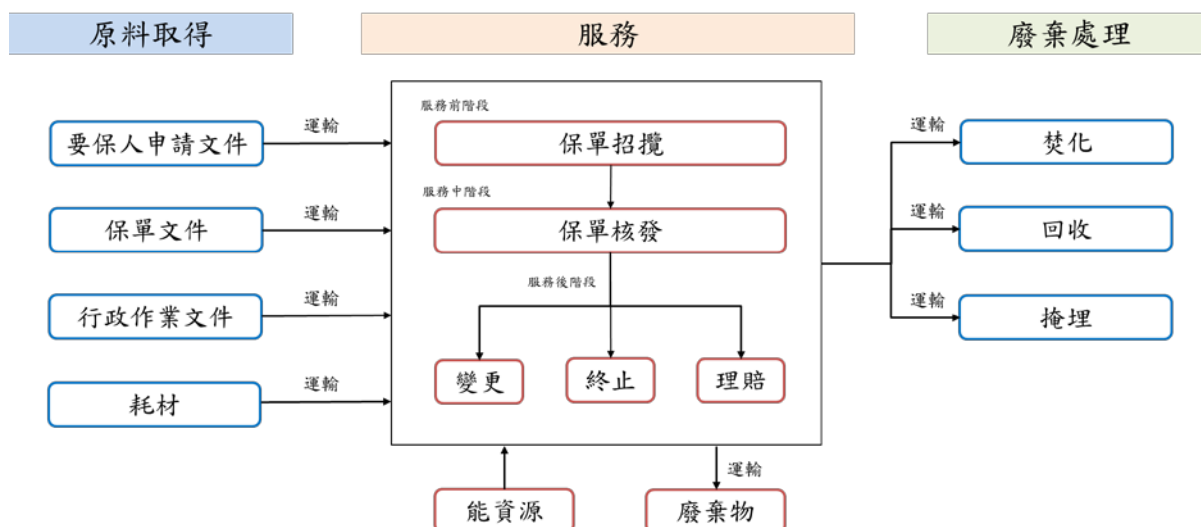 原料取得
服務
廢棄處理
要保人申請文件
運輸
保單文件
運輸
行政作業文件
運輸
耗材
運輸
服務前階段
保單招攬
服務中階段
保單核發
服務後階段
變更
終止
理賠
能資源
運輸
廢棄物
運輸
焚化
運輸
回收
運輸
掩埋